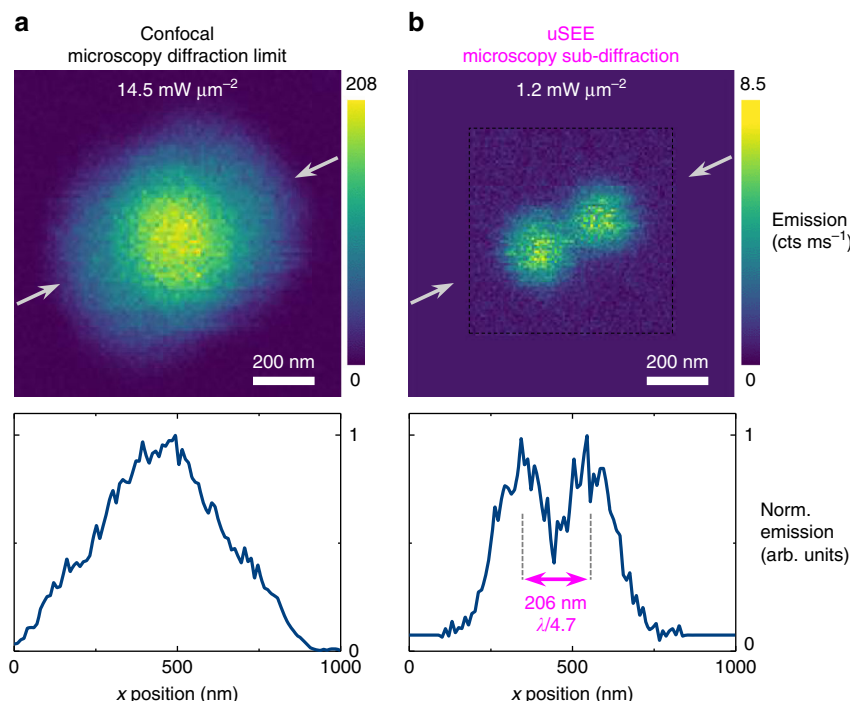 a
Confocal
microscopy diffraction limit
14.5 mW μm⁻²
208
0
200 nm
b
uSEE
microscopy sub-diffraction
1.2 mW μm⁻²
8.5
0
Emission
(cts ms⁻¹)
200 nm
1
0 500 1000
x position (nm)
1
0
Norm.
emission
(arb. units)
206 nm
λ/4.7
0 500 1000
x position (nm)